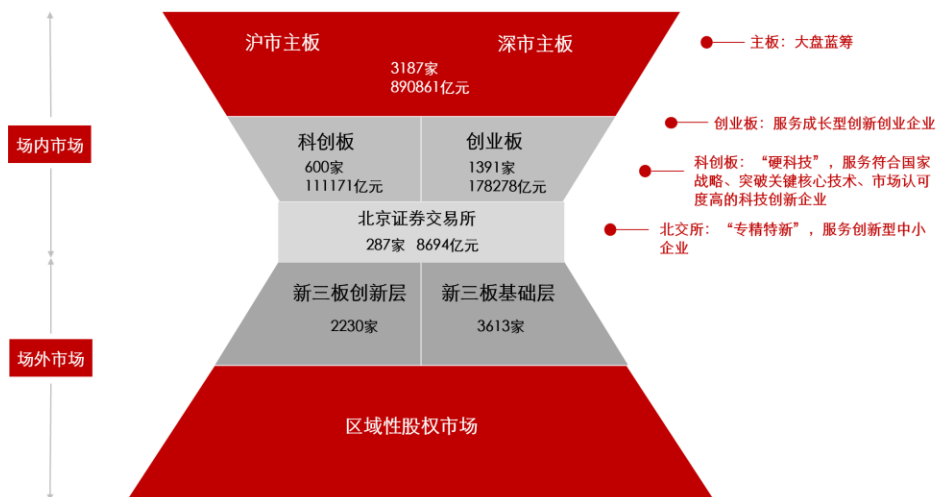 沪市主板
深市主板
3187家
890861亿元
主板：大盘蓝筹
场内市场
科创板
600家
111171亿元
创业板
1391家
178278亿元
创业板：服务成长型创新创业企业
科创板：“硬科技”，服务符合国家
战略、突破关键核心技术、市场认可
度高的科技创新企业
北京证券交易所
287家 8694亿元
北交所：“专精特新”，服务创新型中小
企业
场外市场
新三板创新层
2230家
新三板基础层
3613家
区域性股权市场